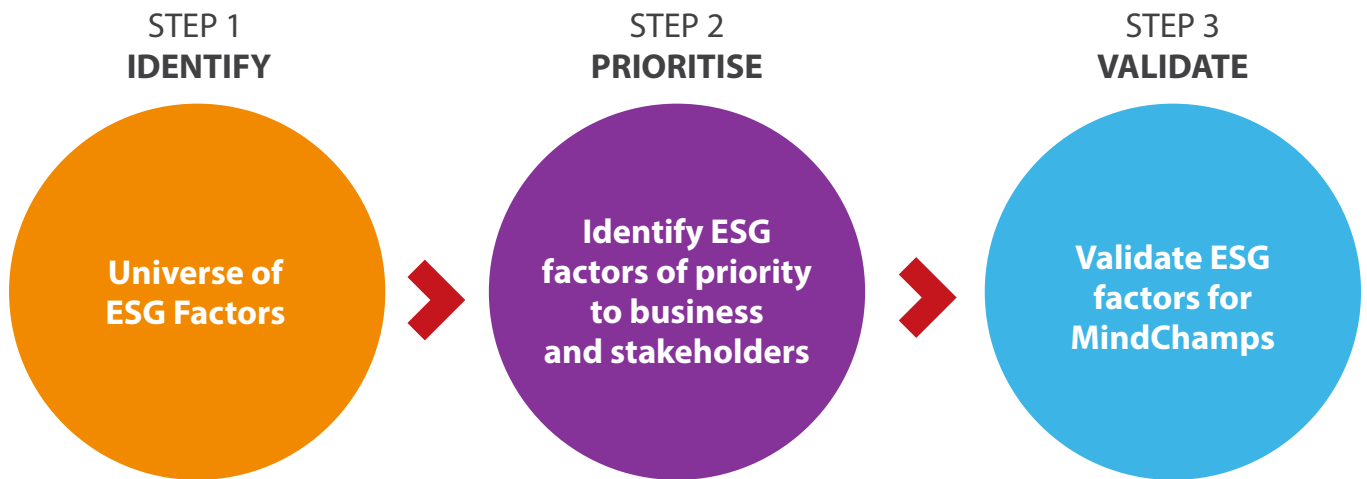 STEP 1
IDENTIFY
Universe of
ESG Factors
STEP 2
PRIORITISE
Identify ESG
factors of priority
to business
and stakeholders
STEP 3
VALIDATE
Validate ESG
factors for
MindChamps